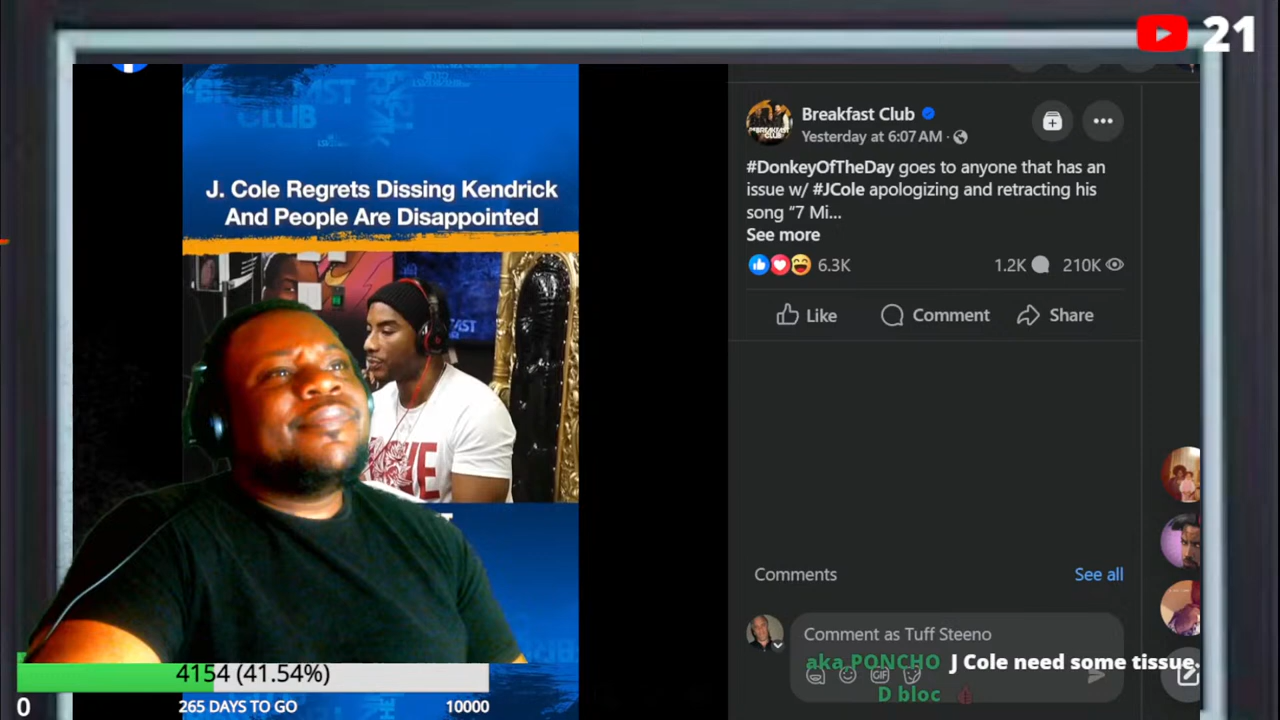 21
J. Cole Regrets Dissing Kendrick
And People Are Disappointed
Breakfast Club
Yesterday at 6:07 AM ·
#DonkeyOfTheDay goes to anyone that has an
issue w/ #JCole apologizing and retracting his
song “7 Mi...
See more
6.3K 1.2K 210K
Like Comment Share
Comments See all
Comment as Tuff Steeno
aka PONCHO J Cole need some tissue
D bloc
4154 (41.54%)
0 265 DAYS TO GO 10000